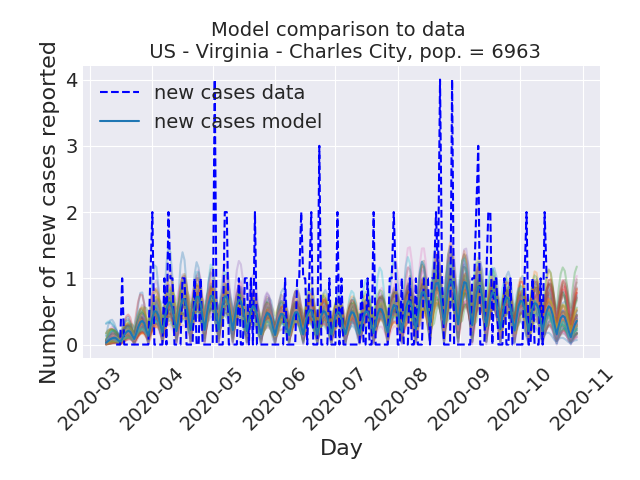 Model comparison to data
US - Virginia - Charles City, pop. = 6963
Number of new cases reported
4
3
2
1
0
new cases data
new cases model
2020-03
2020-04
2020-05
2020-06
2020-07
2020-08
2020-09
2020-10
2020-11
Day